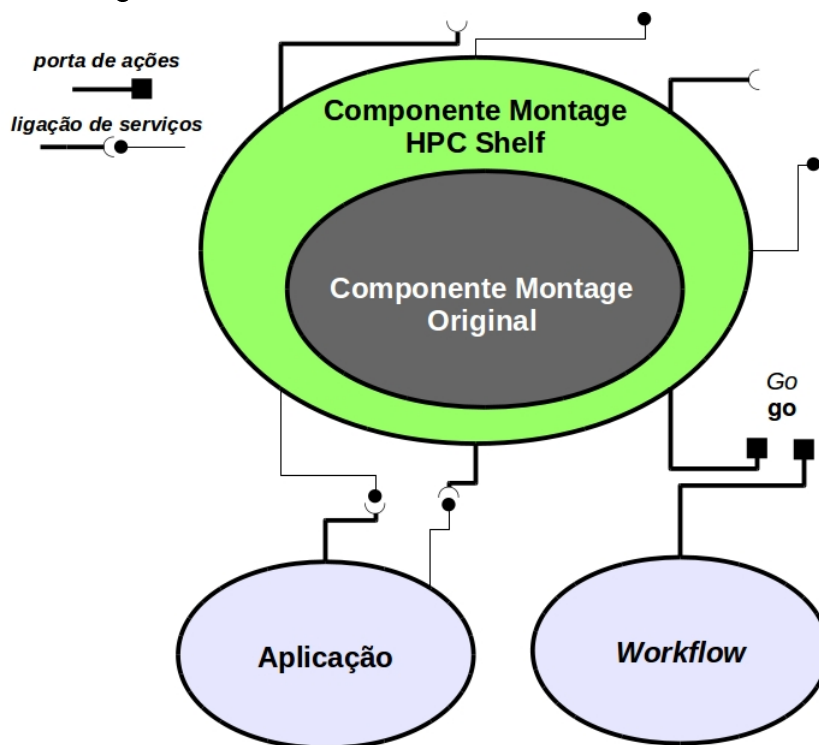 porta de ações
ligação de serviços
Componente Montage
HPC Shelf
Componente Montage
Original
Go
go
Aplicação
Workflow